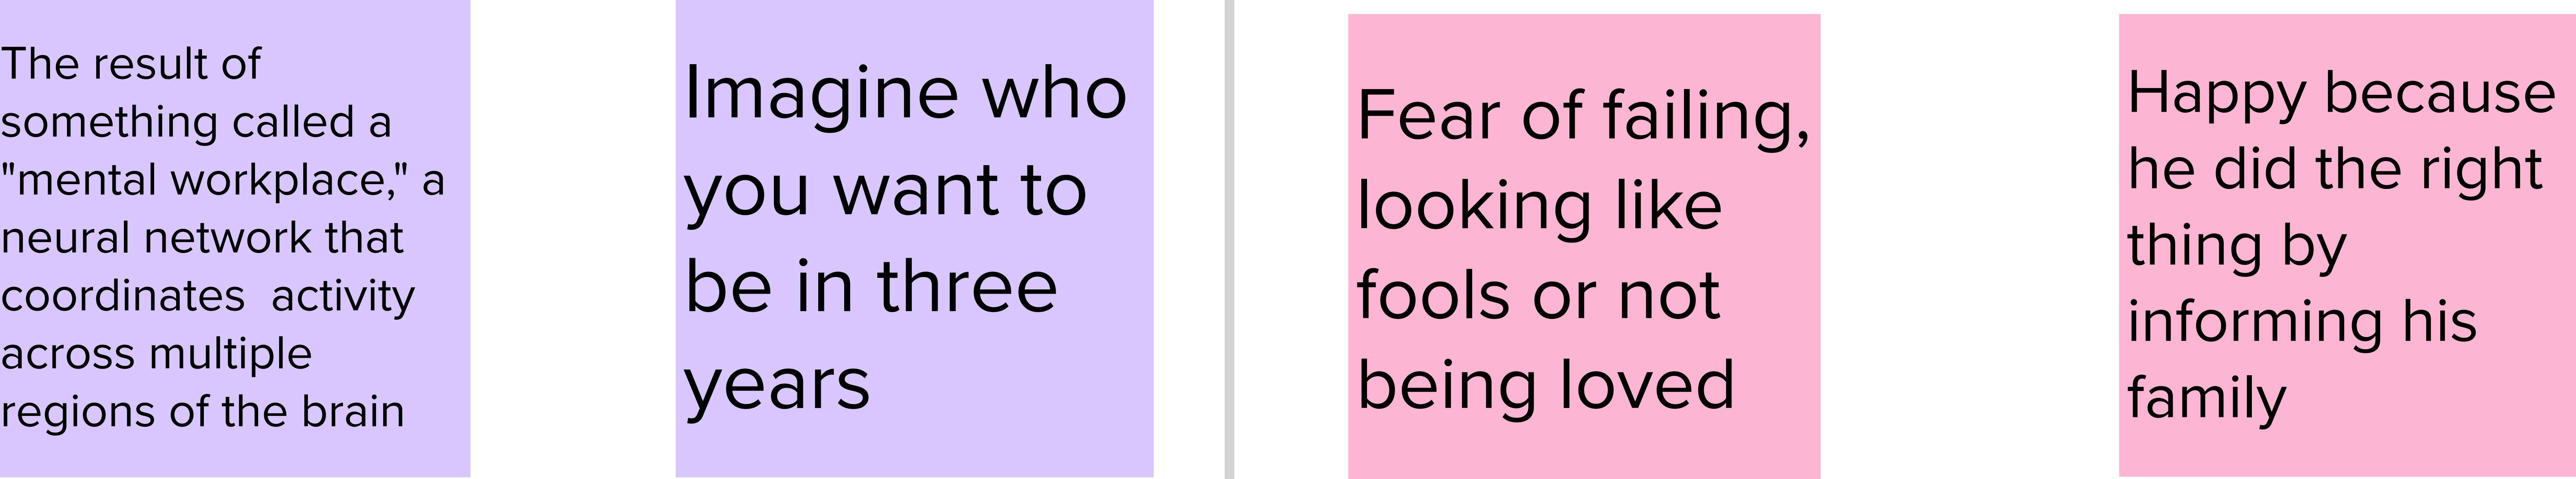 The result of
something called a
"mental workplace," a
neural network that
coordinates  activity
across multiple
regions of the brain
Imagine who
you want to
be in three
years
Fear of failing,
looking like
fools or not
being loved
Happy because
he did the right
thing by
informing his
family